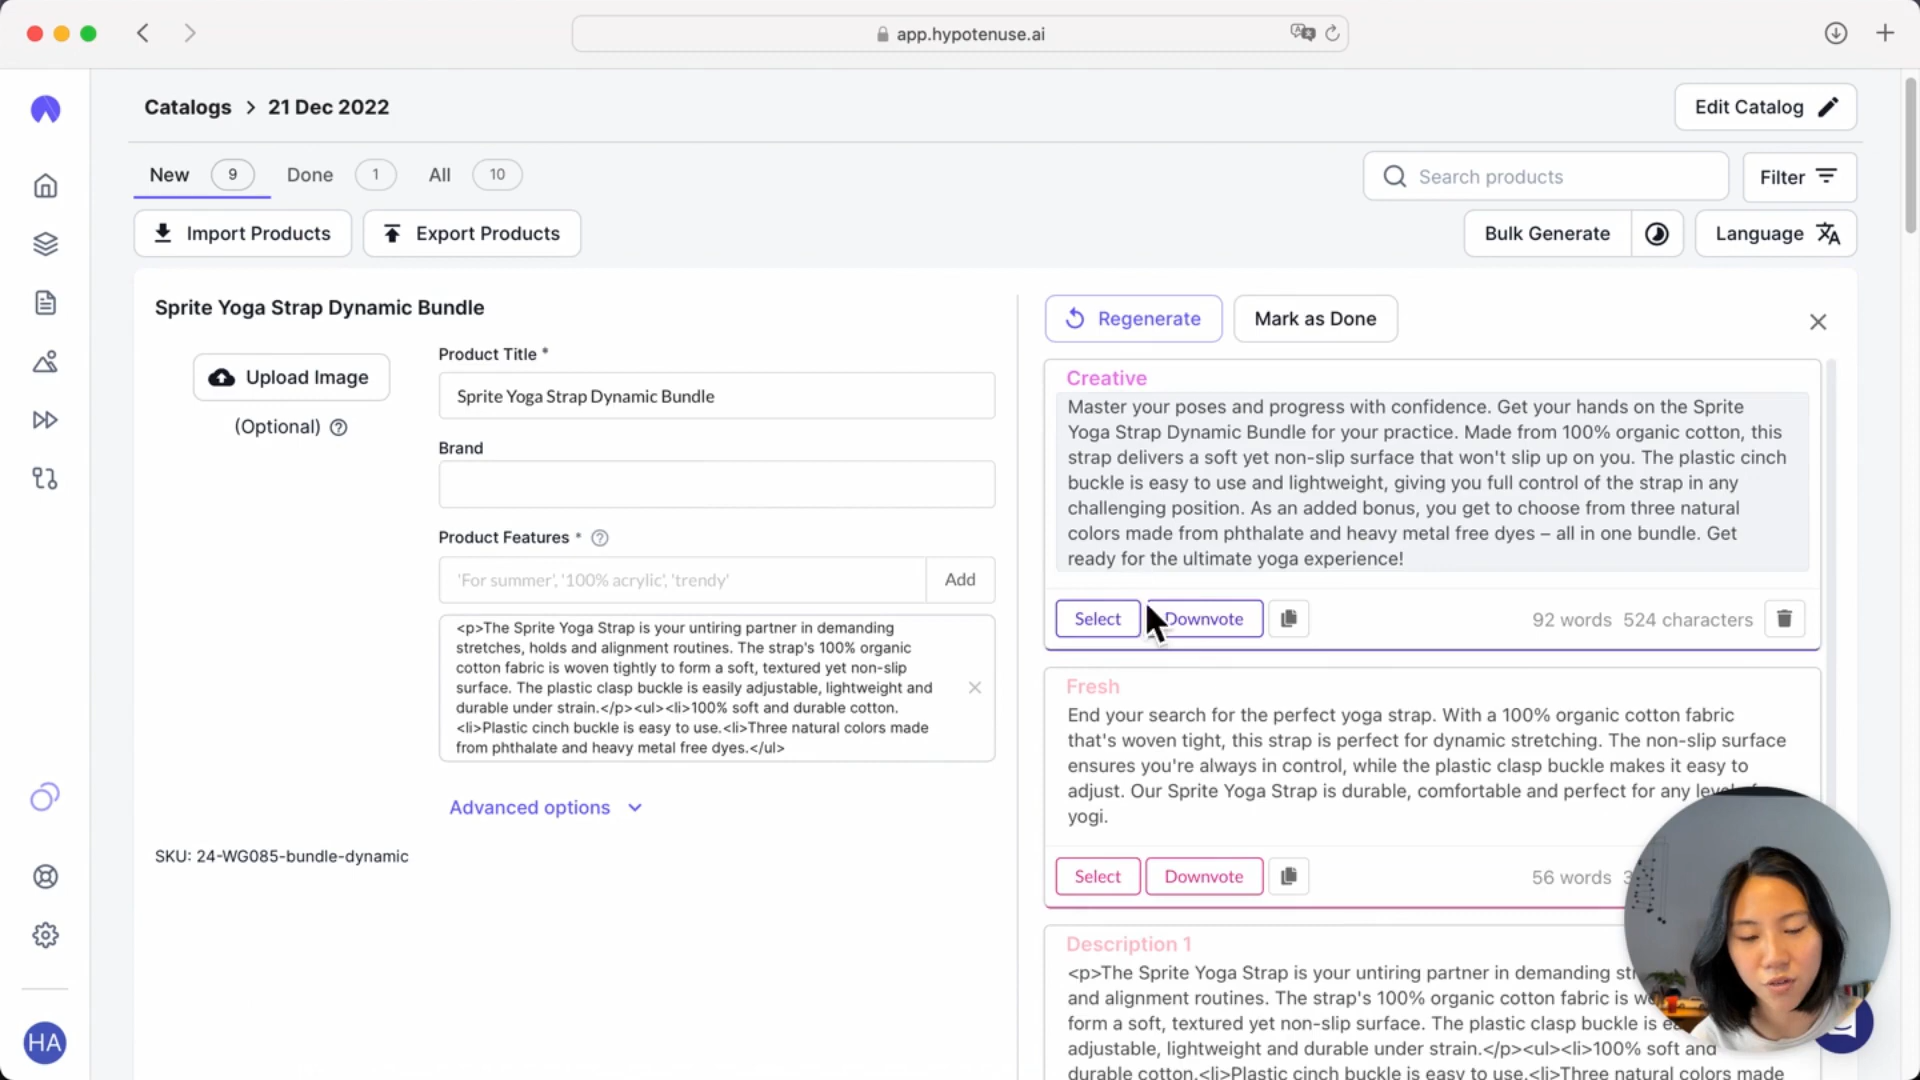 app.hypotenuse.ai
Catalogs > 21 Dec 2022
Edit Catalog
New 9 Done 1 All 10
Search products
Filter
Import Products
Export Products
Bulk Generate
Language
Sprite Yoga Strap Dynamic Bundle
Upload Image
(Optional)
Product Title *
Sprite Yoga Strap Dynamic Bundle
Brand
Product Features *
'For summer', '100% acrylic', 'trendy'
Add
<p>The Sprite Yoga Strap is your untiring partner in demanding
stretches, holds and alignment routines. The strap's 100% organic
cotton fabric is woven tightly to form a soft, textured yet non-slip
surface. The plastic clasp buckle is easily adjustable, lightweight and
durable under strain.</p><ul><li>100% soft and durable cotton.
<li>Plastic cinch buckle is easy to use.<li>Three natural colors made
from phthalate and heavy metal free dyes.</ul>
Advanced options
SKU: 24-WG085-bundle-dynamic
HA
Regenerate
Mark as Done
Creative
Master your poses and progress with confidence. Get your hands on the Sprite
Yoga Strap Dynamic Bundle for your practice. Made from 100% organic cotton, this
strap delivers a soft yet non-slip surface that won't slip up on you. The plastic cinch
buckle is easy to use and lightweight, giving you full control of the strap in any
challenging position. As an added bonus, you get to choose from three natural
colors made from phthalate and heavy metal free dyes – all in one bundle. Get
ready for the ultimate yoga experience!
Select
Downvote
92 words 524 characters
Fresh
End your search for the perfect yoga strap. With a 100% organic cotton fabric
that's woven tight, this strap is perfect for dynamic stretching. The non-slip surface
ensures you're always in control, while the plastic clasp buckle makes it easy to
adjust. Our Sprite Yoga Strap is durable, comfortable and perfect for any
yogi.
Select
Downvote
56 words
Description 1
<p>The Sprite Yoga Strap is your untiring partner in demanding
and alignment routines. The strap's 100% organic cotton fabric is
form a soft, textured yet non-slip surface. The plastic clasp buckle is
adjustable, lightweight and durable under strain.</p><ul><li>100% soft and
durable cotton.<li>Plastic cinch buckle is easy to use.<li>Three natural colors made